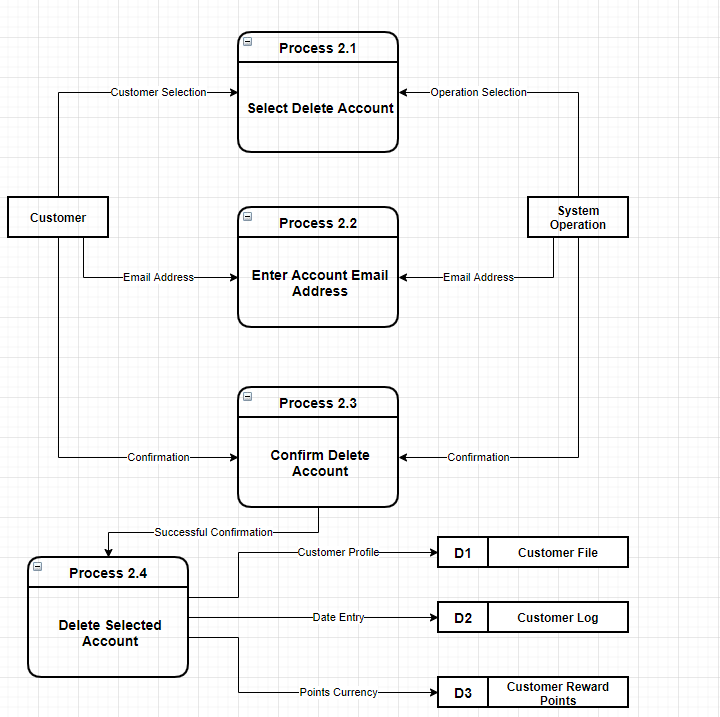 Process 2.1
Customer Selection
Operation Selection
Select Delete Account
Customer
System
Operation
Process 2.2
Email Address
Enter Account Email
Address
Email Address
Process 2.3
Confirmation
Confirm Delete
Account
Confirmation
Successful Confirmation
Process 2.4
Delete Selected
Account
Customer Profile
D1
Customer File
Date Entry
D2
Customer Log
Points Currency
D3
Customer Reward
Points